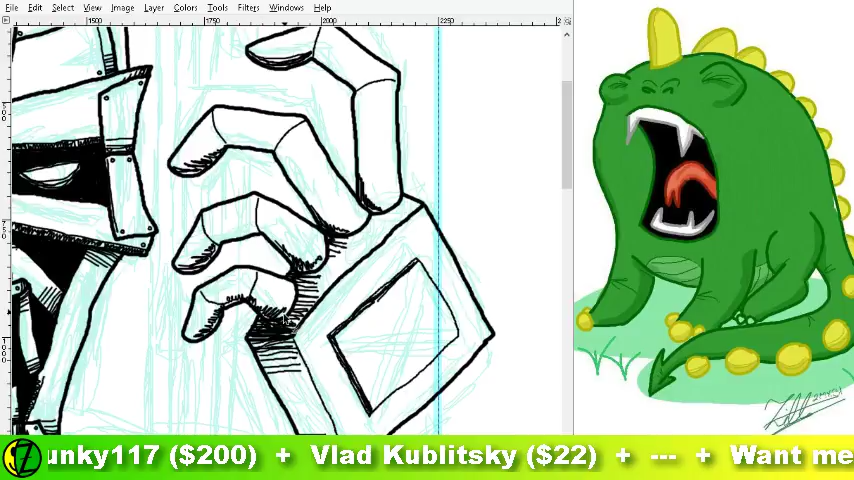 File Edit Select View Image Layer Colors Tools Filters Windows Help
1500 1750 2000 2250
unky117 ($200) + Vlad Kublitsky ($22) + --- + Want me